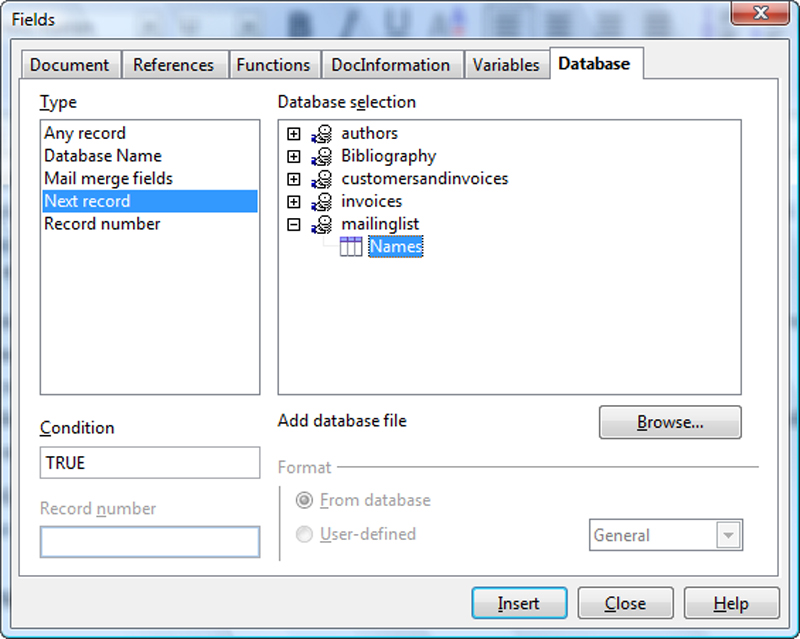 Fields
Document References Functions DocInformation Variables Database
Type
Any record
Database Name
Mail merge fields
Next record
Record number
Database selection
authors
Bibliography
customersandinvoices
invoices
mailinglist
Names
Condition
TRUE
Record number
Add database file
Browse...
Format
From database
User-defined
General
Insert Close Help